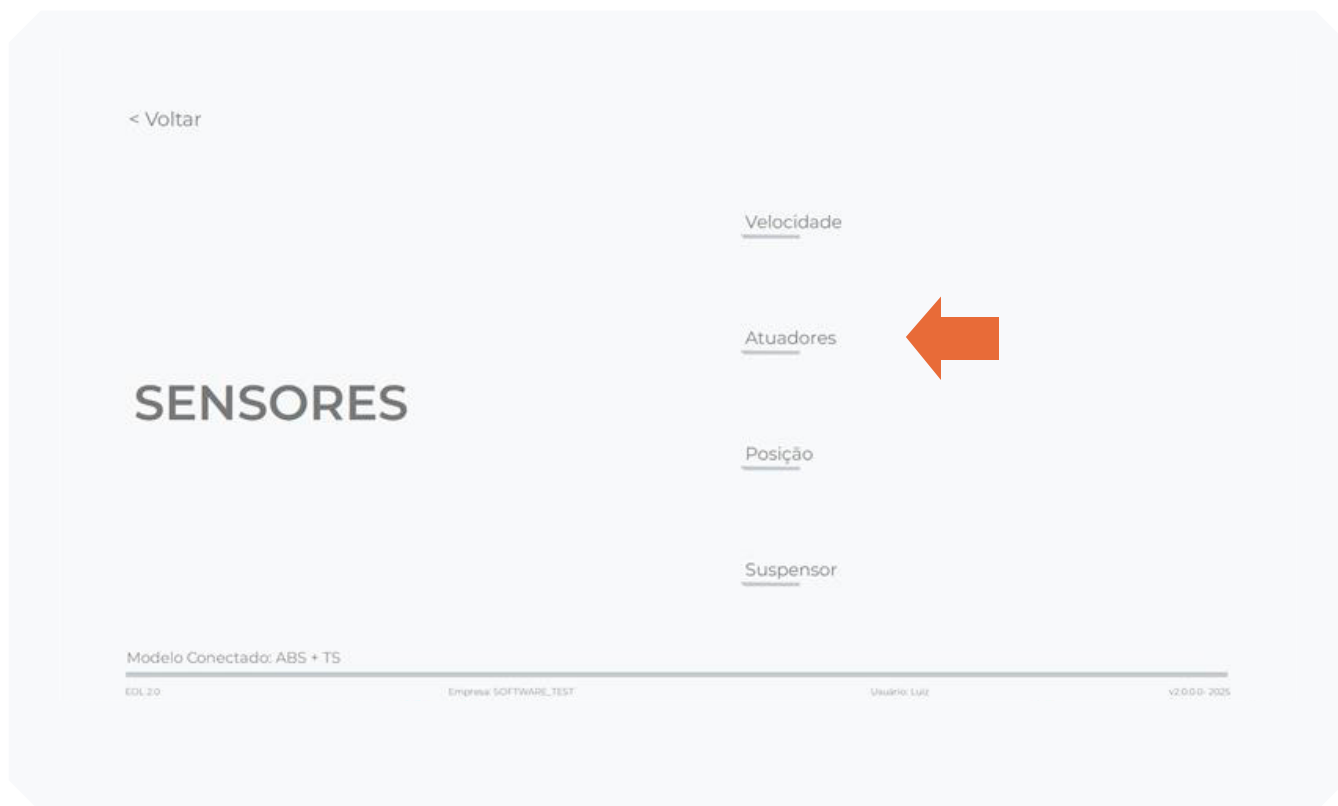 < Voltar
Velocidade
Atuadores
SENSORES
Posição
Suspensor
Modelo Conectado: ABS + TS
EOL 2.0
Empresa: SOFTWARE_TEST
Usuário: Luiz
v2.0.0.0- 2025